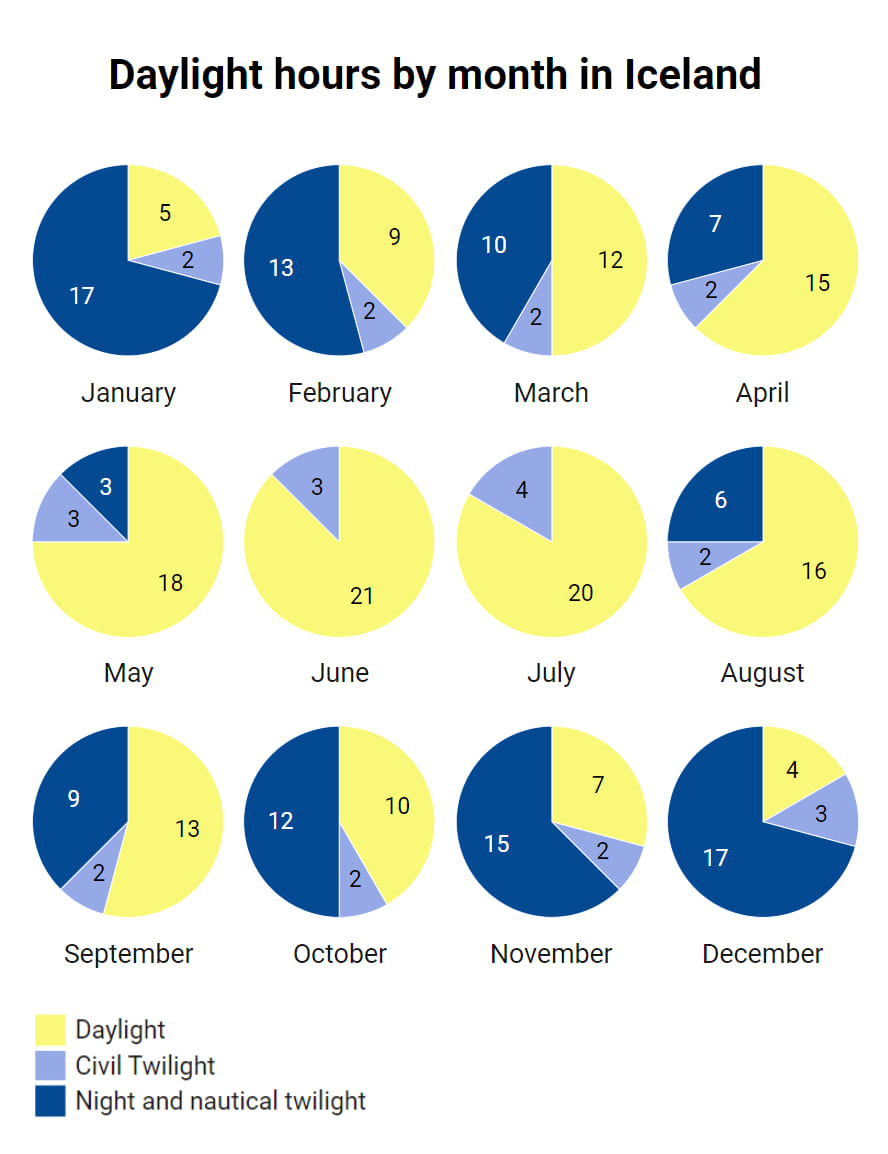 Daylight hours by month in Iceland
5
2
17
January
9
2
13
February
12
2
10
March
15
2
7
April
18
3
3
May
21
3
June
20
4
July
16
2
6
August
13
2
9
September
10
2
12
October
7
2
15
November
4
3
17
December
Daylight
Civil Twilight
Night and nautical twilight